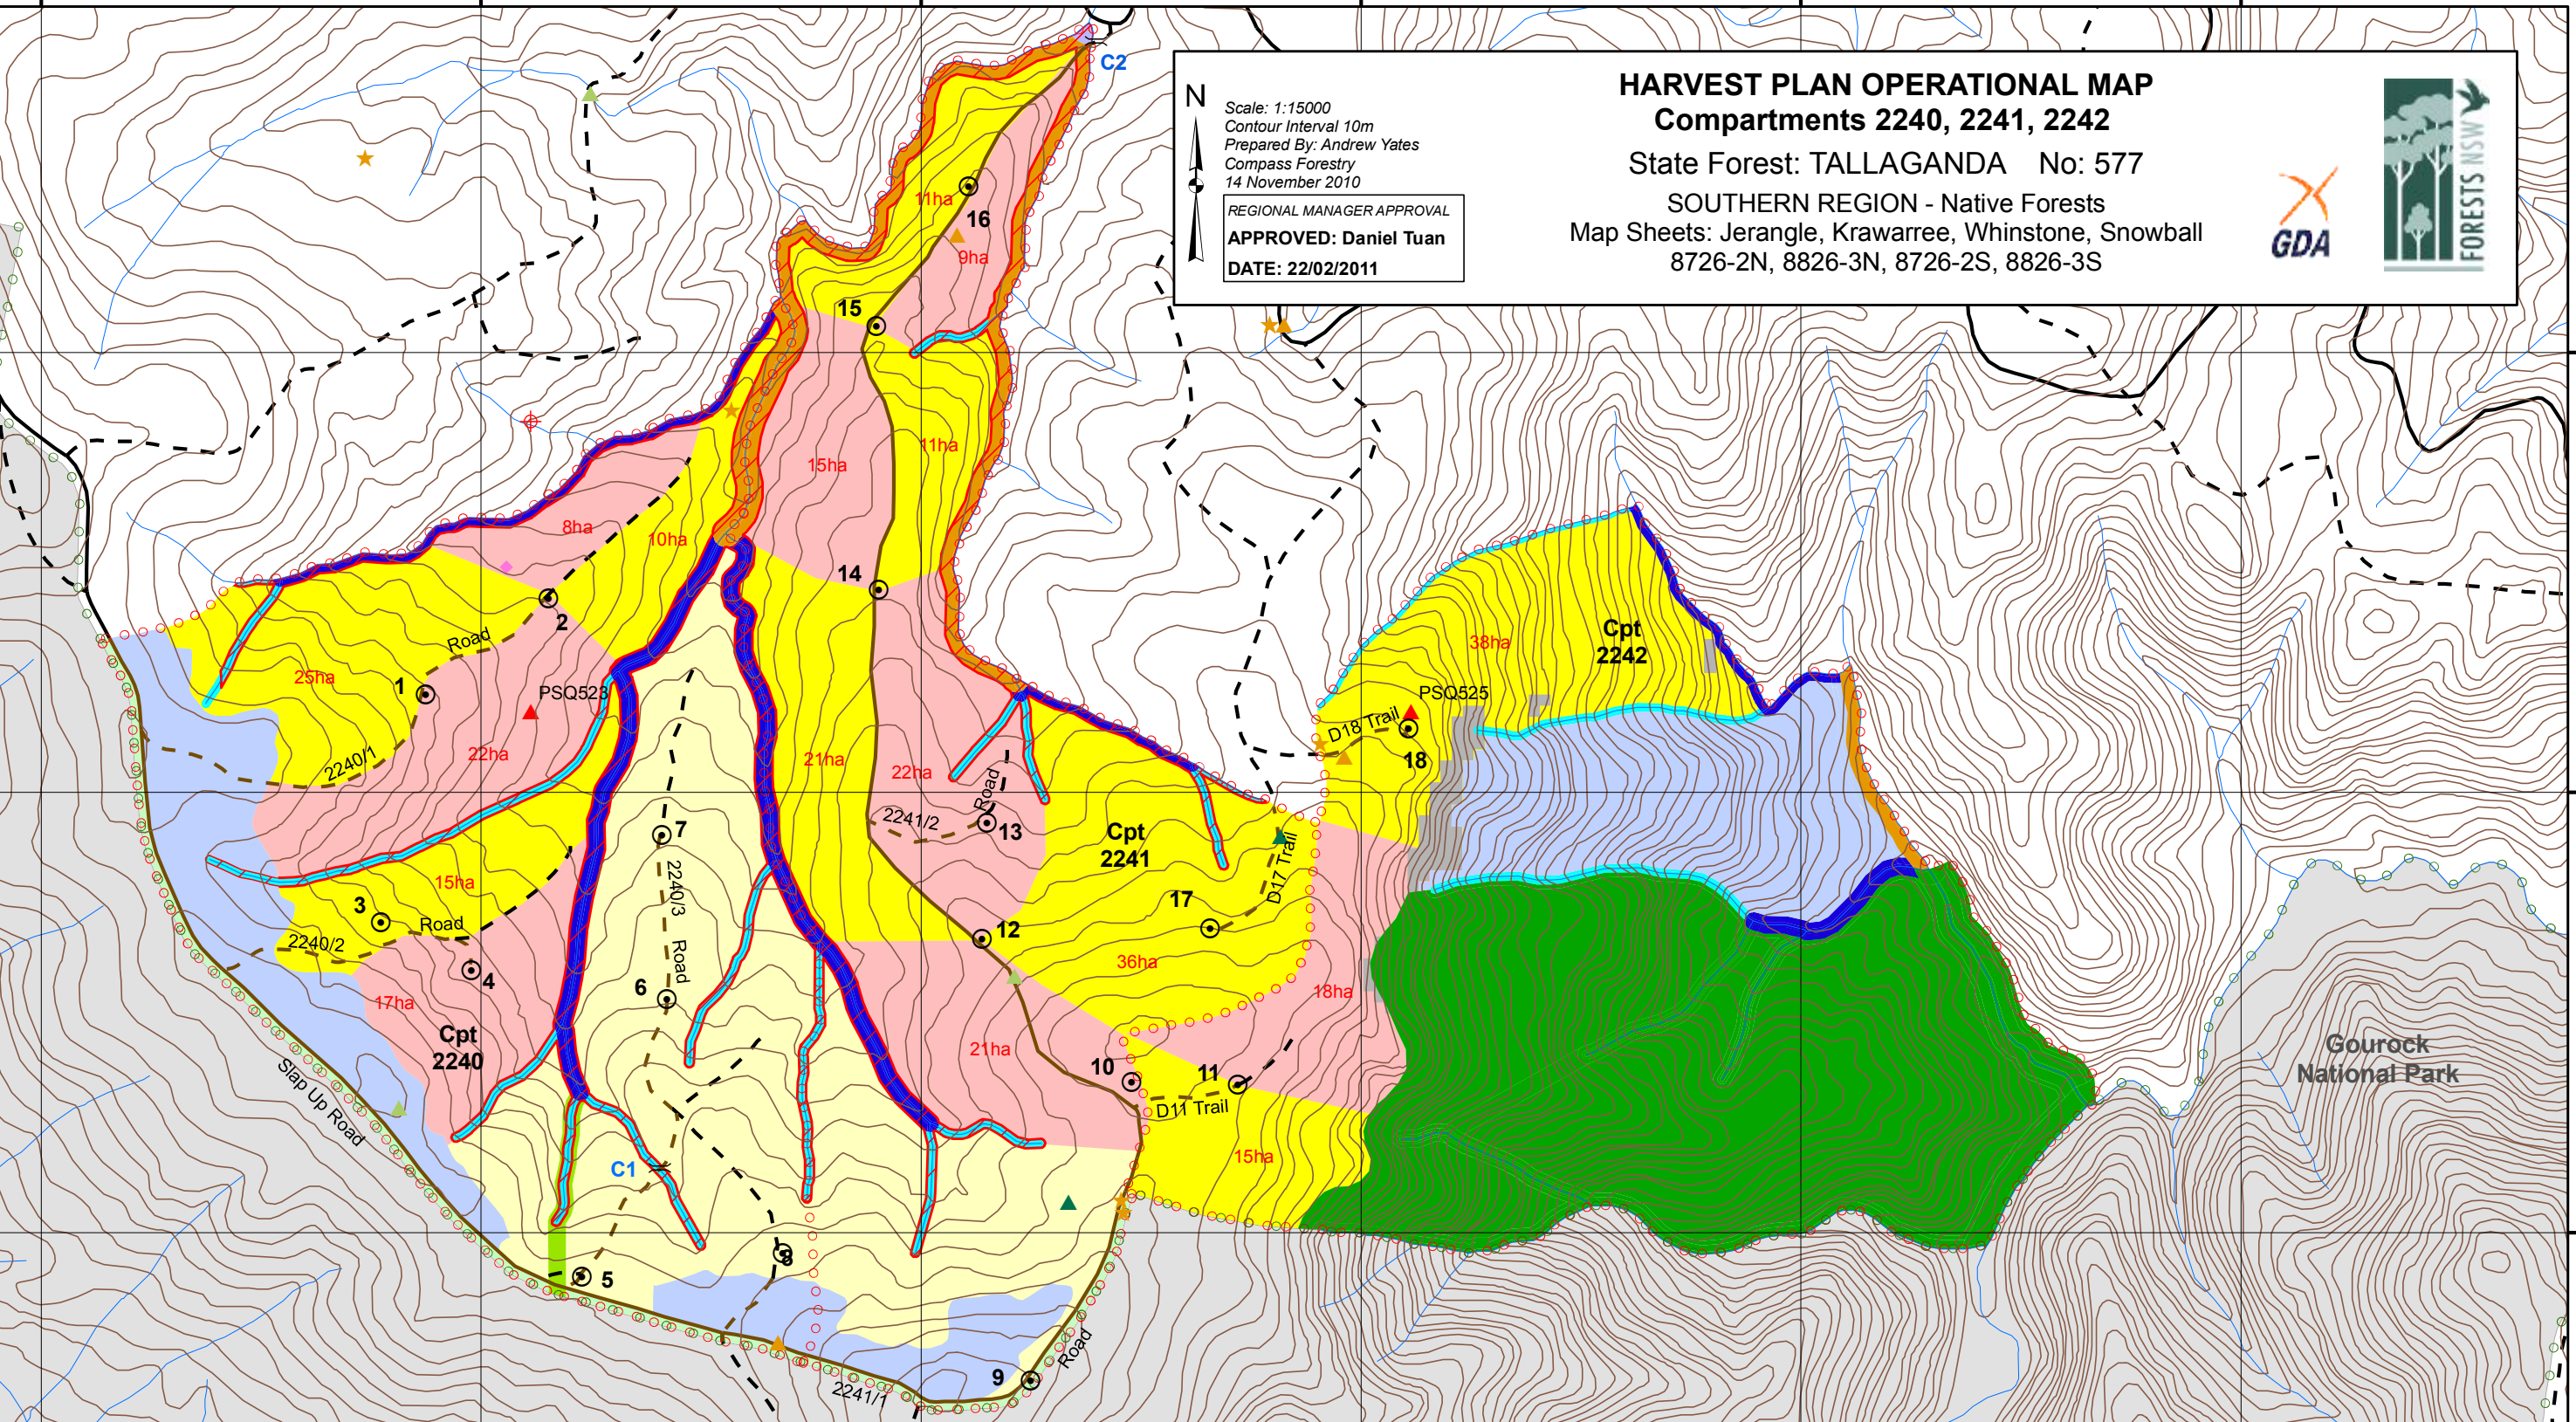 C2
N
Scale: 1:15000
Contour Interval 10m
Prepared By: Andrew Yates
Compass Forestry
14 November 2010
REGIONAL MANAGER APPROVAL
APPROVED: Daniel Tuan
DATE: 22/02/2011
HARVEST PLAN OPERATIONAL MAP
Compartments 2240, 2241, 2242
State Forest: TALLAGANDA No: 577
SOUTHERN REGION - Native Forests
Map Sheets: Jerangle, Krawarree, Whinstone, Snowball
8726-2N, 8826-3N, 8726-2S, 8826-3S
GDA
FORESTS NSW
11ha
16
9ha
15
15ha
11ha
8ha
10ha
14
2
Road
25ha
1
PSQ523
22ha
2240/1
21ha
22ha
Road
2241/2
13
Cpt
2241
38ha
Cpt
2242
PSQ525
D18 Trail
18
7
2240/3
Road
15ha
3
Road
2240/2
4
17ha
Cpt
2240
6
12
17
D17 Trail
36ha
18ha
21ha
10
11
D11 Trail
15ha
Slap Up Road
C1
8
5
9
Road
2241/1
Gourock
National Park